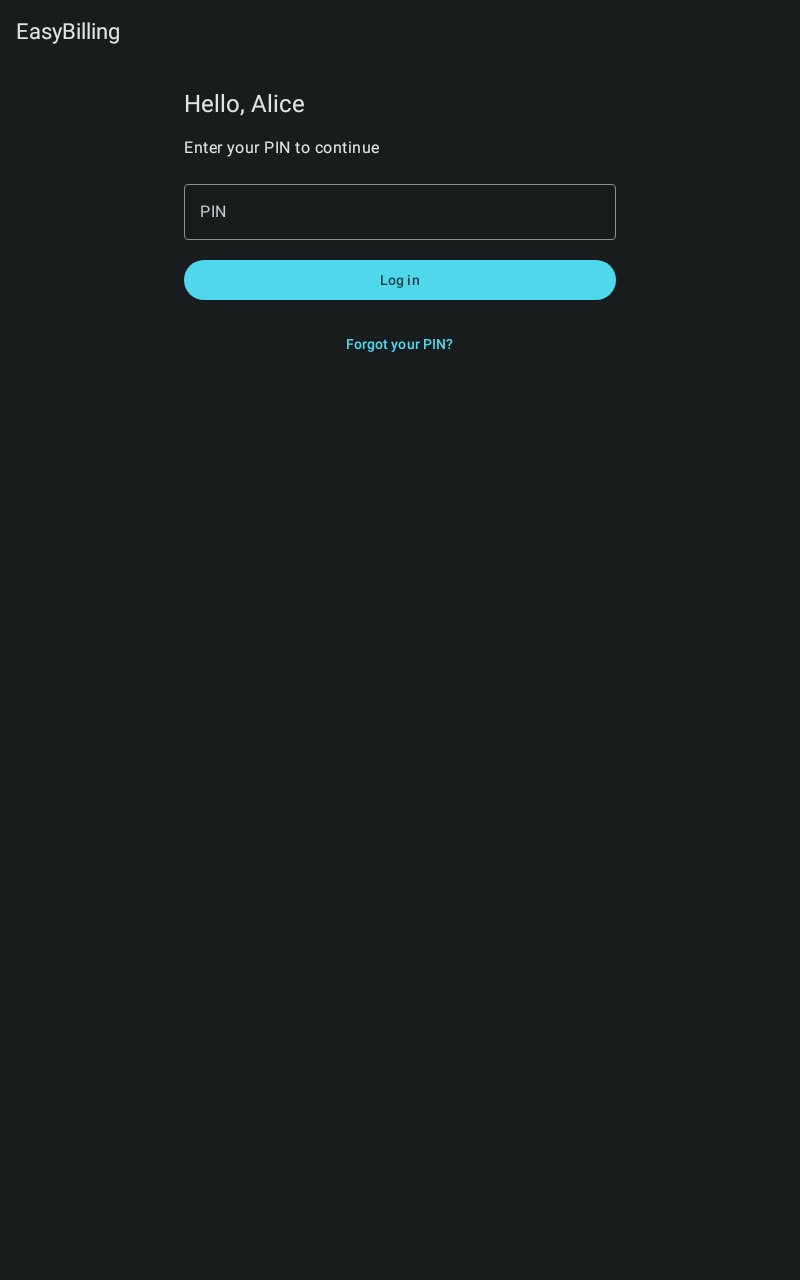 EasyBilling
Hello, Alice
Enter your PIN to continue
PIN
Log in
Forgot your PIN?